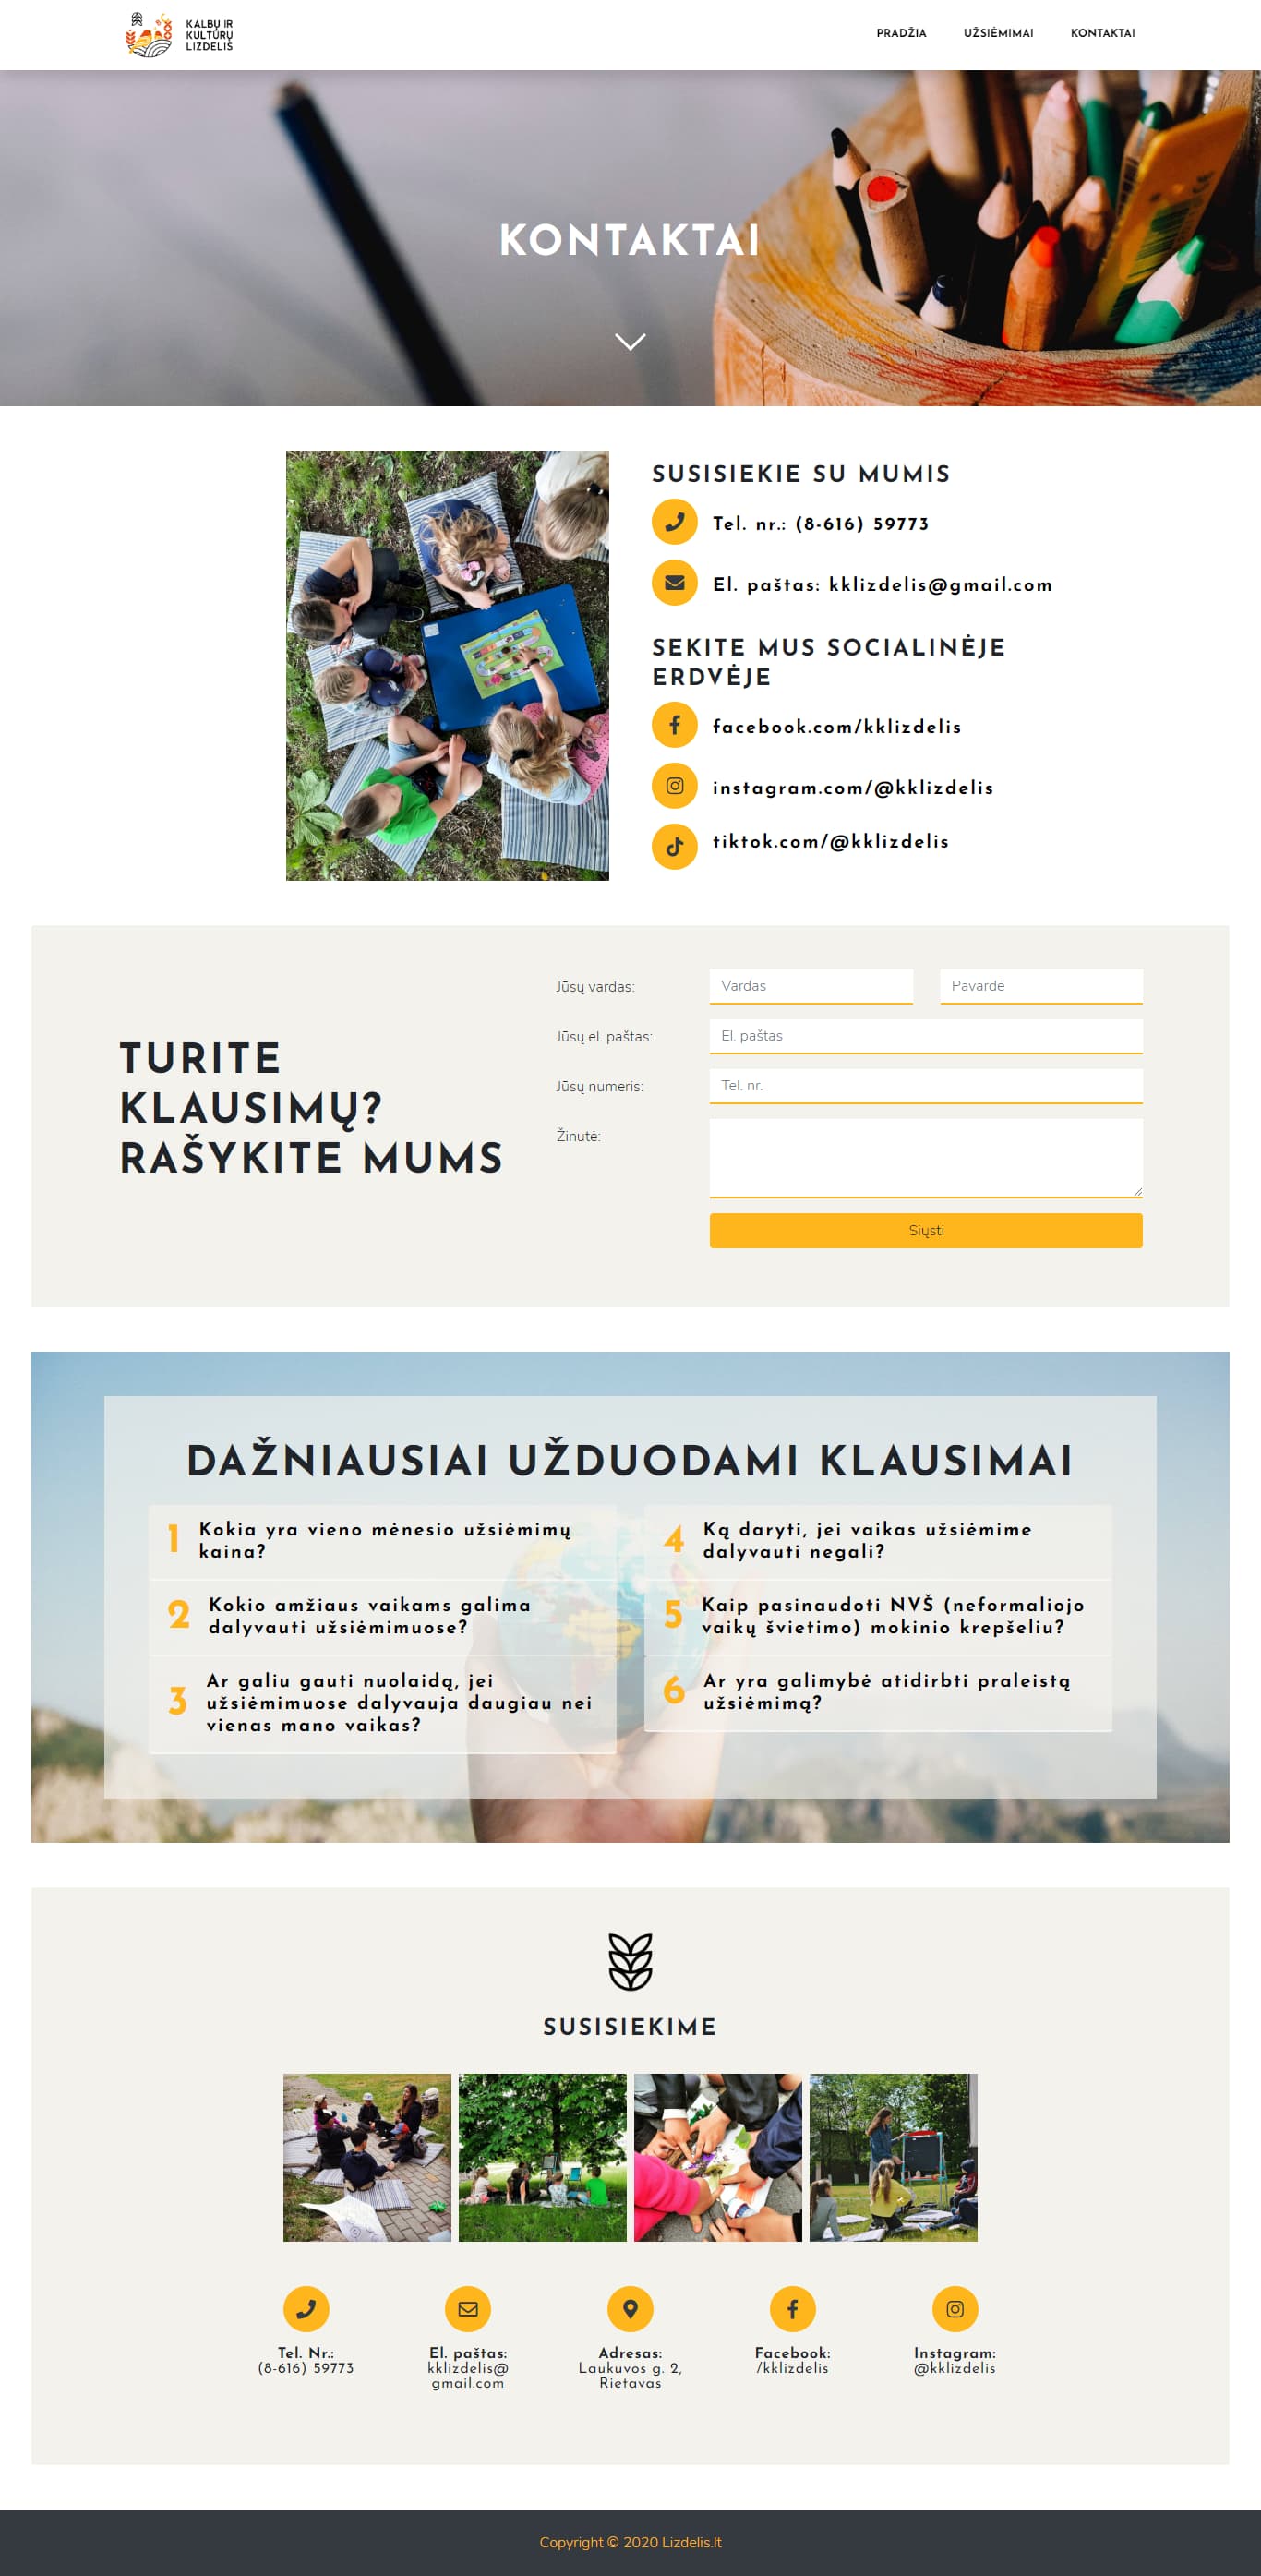 KALBŲ IR
KULTŪRŲ
LIZDELIS
PRADŽIA UŽSIĖMIMAI KONTAKTAI
KONTAKTAI
SUSISIEKIE SU MUMIS
Tel. nr.: (8-616) 59773
El. paštas: kklizdelis@gmail.com
SEKITE MUS SOCIALINĖJE
ERDVĖJE
facebook.com/kklizdelis
instagram.com/@kklizdelis
tiktok.com/@kklizdelis
TURITE
KLAUSIMŲ?
RAŠYKITE MUMS
Jūsų vardas: Vardas Pavardė
Jūsų el. paštas: El. paštas
Jūsų numeris: Tel. nr.
Žinutė:
Siųsti
DAŽNIAUSIAI UŽDUODAMI KLAUSIMAI
1 Kokia yra vieno mėnesio užsiėmimų
kaina?
2 Kokio amžiaus vaikams galima
dalyvauti užsiėmimuose?
3 Ar galiu gauti nuolaidą, jei
užsiėmimuose dalyvauja daugiau nei
vienas mano vaikas?
4 Ką daryti, jei vaikas užsiėmime
dalyvauti negali?
5 Kaip pasinaudoti NVŠ (neformaliojo
vaikų švietimo) mokinio krepšeliu?
6 Ar yra galimybė atidirbti praleistą
užsiėmimą?
SUSISIEKIME
Tel. Nr.:
(8-616) 59773
El. paštas:
kklizdelis@
gmail.com
Adresas:
Laukuvos g. 2,
Rietavas
Facebook:
/kklizdelis
Instagram:
@kklizdelis
Copyright © 2020 Lizdelis.lt